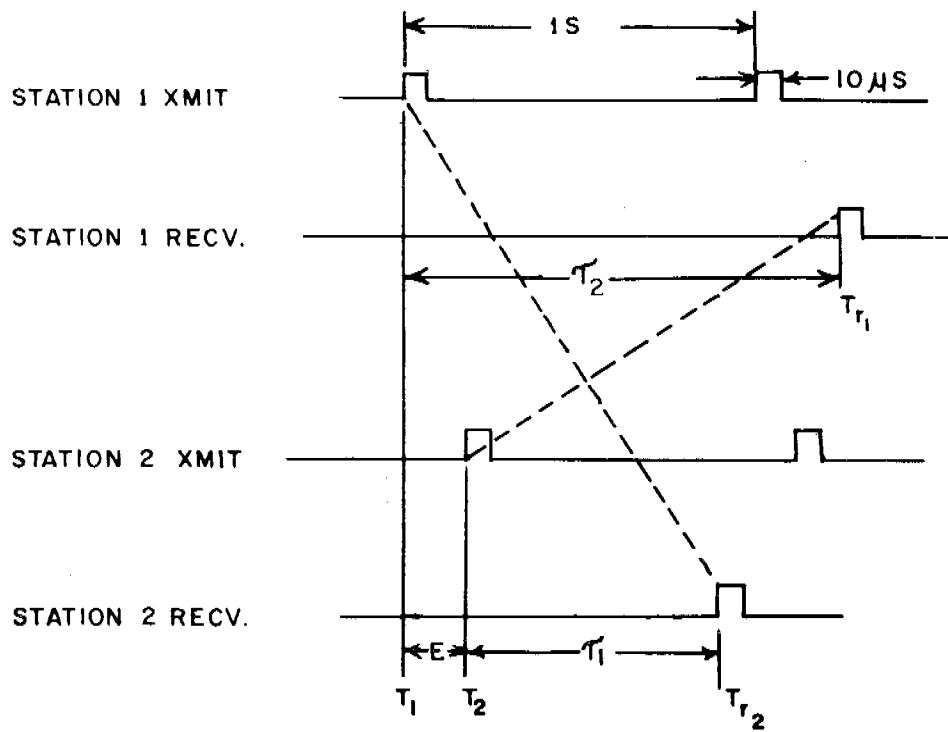 1S
STATION 1 XMIT
10 μS
STATION 1 RECV.
τ2
Tr1
STATION 2 XMIT
STATION 2 RECV.
E
τ1
T1
T2
Tr2